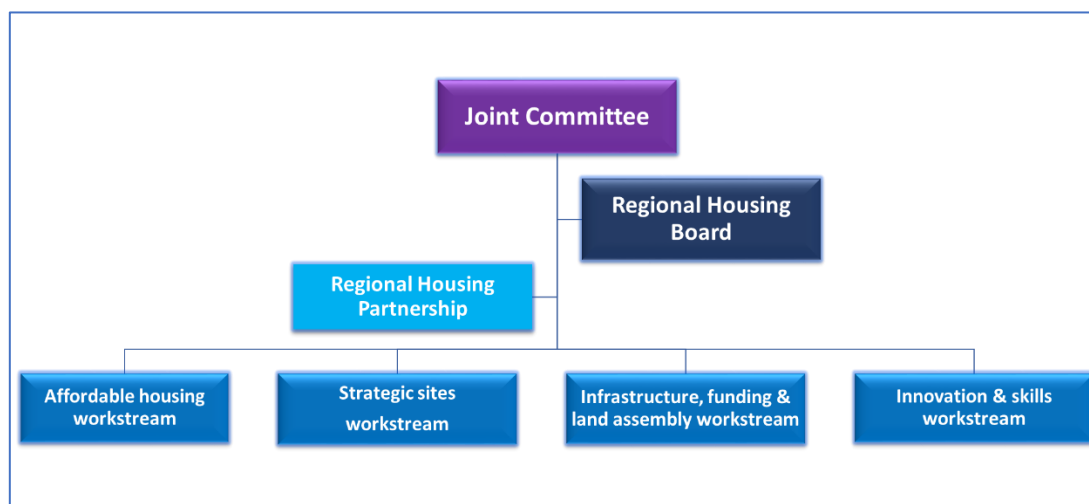 Joint Committee
Regional Housing
Board
Regional Housing
Partnership
Affordable housing
workstream
Strategic sites
workstream
Infrastructure, funding &
land assembly workstream
Innovation & skills
workstream